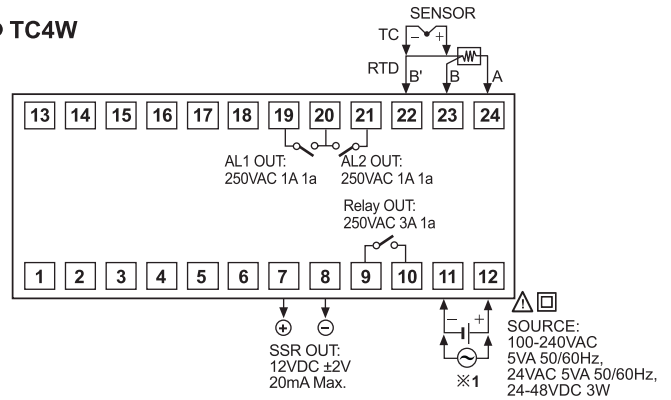 TC4W
SENSOR
TC − +
RTD B' B A
13 14 15 16 17 18 19 20 21 22 23 24
AL1 OUT: AL2 OUT:
250VAC 1A 1a 250VAC 1A 1a
Relay OUT:
250VAC 3A 1a
1 2 3 4 5 6 7 8 9 10 11 12
+ − − +
SSR OUT:
12VDC ±2V
20mA Max.
※1
SOURCE:
100-240VAC
5VA 50/60Hz,
24VAC 5VA 50/60Hz,
24-48VDC 3W